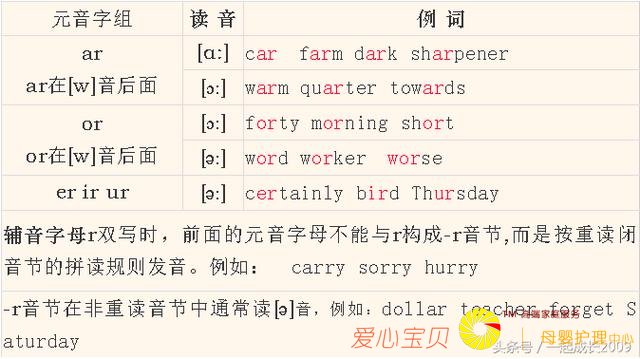 元音字组 读 音 例 词
ar [ɑː] car farm dark sharpener
ar在[w]音后面 [ɔː] warm quarter towards
or [ɔː] forty morning short
or在[w]音后面 [əː] word worker worse
er ir ur [əː] certainly bird Thursday
辅音字母r双写时，前面的元音字母不能与r构成-r音节,而是按重读闭
音节的拼读规则发音。例如： carry sorry hurry
-r音节在非重读音节中通常读[ə]音，例如：dollar teacher forget S
aturday
爱心宝贝
母婴护理中心
头条号 / 一起成长2009